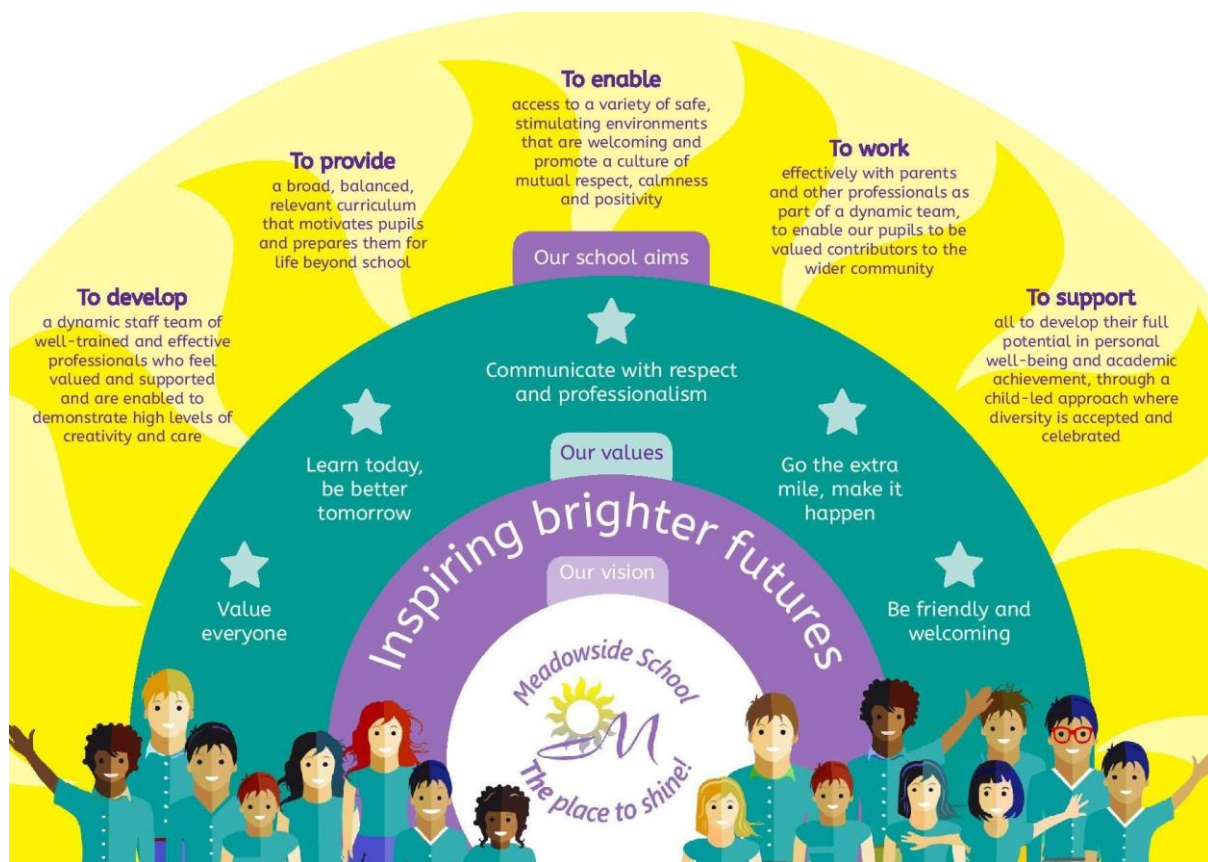 To enable
access to a variety of safe,
stimulating environments
that are welcoming and
promote a culture of
mutual respect, calmness
and positivity
To provide
a broad, balanced,
relevant curriculum
that motivates pupils
and prepares them for
life beyond school
To work
effectively with parents
and other professionals as
part of a dynamic team,
to enable our pupils to be
valued contributors to the
wider community
To develop
a dynamic staff team of
well-trained and effective
professionals who feel
valued and supported
and are enabled to
demonstrate high levels of
creativity and care
To support
all to develop their full
potential in personal
well-being and academic
achievement, through a
child-led approach where
diversity is accepted and
celebrated
Our school aims
Communicate with respect
and professionalism
Learn today,
be better
tomorrow
Go the extra
mile, make it
happen
Value
everyone
Be friendly and
welcoming
Our values
Inspiring brighter futures
Our vision
Meadowside School
M
The place to shine!